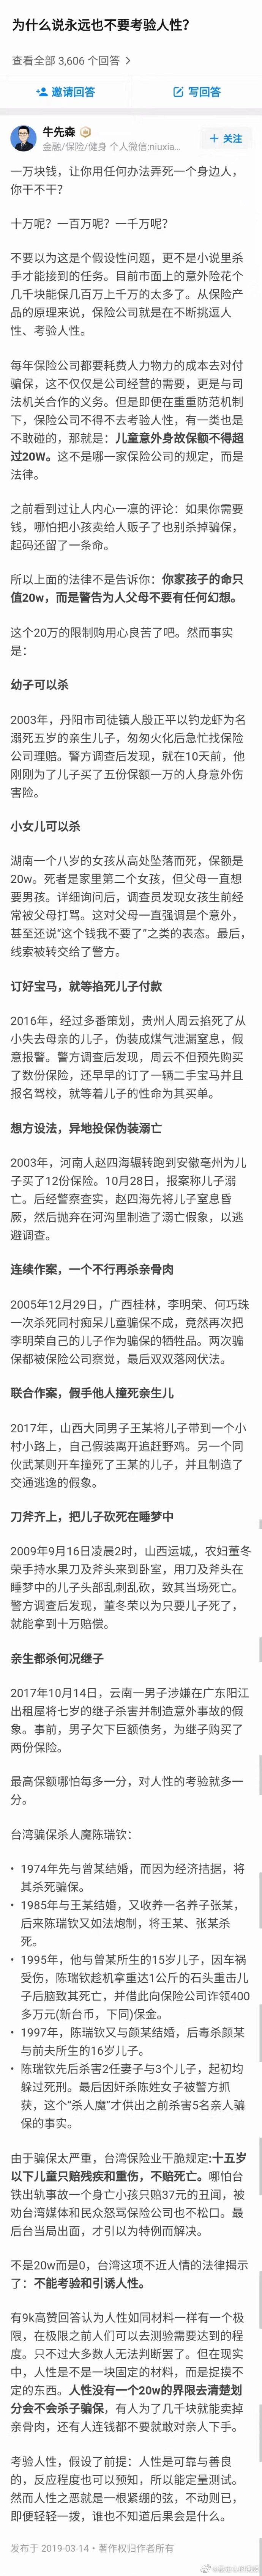 为什么说永远也不要考验人性?
查看全部 3,606 个回答 >
邀请回答
写回答
牛先森
+ 关注
金融/保险/健身 个人微信:niuxia...
一万块钱，让你用任何办法弄死一个身边人，
你干不干?
十万呢？一百万呢？一千万呢?
不要以为这是个假设性问题，更不是小说里杀
手才能接到的任务。目前市面上的意外险花个
几千块能保几百万上千万的太多了。从保险产
品的原理来说，保险公司就是在不断挑逗人
性、考验人性。
每年保险公司都要耗费人力物力的成本去对付
骗保，这不仅仅是公司经营的需要，更是与司
法机关合作的义务。但是即便在重重防范机制
下，保险公司不得不去考验人性，有一类也是
不敢碰的，那就是：儿童意外身故保额不得超
过20W。这不是哪一家保险公司的规定，而是
法律。
之前看到过让人内心一凛的评论：如果你需要
钱，哪怕把小孩卖给人贩子了也别杀掉骗保，
起码还留了一条命。
所以上面的法律不是告诉你：你家孩子的命只
值20w，而是警告为人父母不要有任何幻想。
这个20万的限制购用心良苦了吧。然而事实
是：
幼子可以杀
2003年，丹阳市司徒镇人殷正平以钓龙虾为名
溺死五岁的亲生儿子，匆匆火化后急忙找保险
公司理赔。警方调查后发现，就在10天前，他
刚刚为了儿子买了五份保额一万的人身意外伤
害险。
小女儿可以杀
湖南一个八岁的女孩从高处坠落而死，保额是
20w。死者是家里第二个女孩，但父母一直想
要男孩。详细询问后，调查员发现女孩生前经
常被父母打骂。这对父母一直强调是个意外，
甚至还说“这个钱我不要了”之类的表态。最后，
线索被转交给了警方。
订好宝马，就等掐死儿子付款
2016年，经过多番策划，贵州人周云掐死了从
小失去母亲的儿子，伪装成煤气泄漏窒息，假
意报警。警方调查后发现，周云不但预先购买
了数份保险，还早早的订了一辆二手宝马并且
报名驾校，就等着儿子的性命为其买单。
想方设法，异地投保伪装溺亡
2003年，河南人赵四海辗转跑到安徽亳州为儿
子买了12份保险。10月28日，报案称儿子溺
亡。后经警察查实，赵四海先将儿子窒息昏
厥，然后抛弃在河沟里制造了溺亡假象，以逃
避调查。
连续作案，一个不行再杀亲骨肉
2005年12月29日，广西桂林，李明荣、何巧珠
一次杀死同村痴呆儿童骗保不成，竟然再次把
李明荣自己的儿子作为骗保的牺牲品。两次骗
保都被保险公司察觉，最后双双落网伏法。
联合作案，假手他人撞死亲生儿
2017年，山西大同男子王某将儿子带到一个小
村小路上，自己假装离开追赶野鸡。另一个同
伙武某则开车撞死了王某的儿子，并且制造了
交通逃逸的假象。
刀斧齐上，把儿子砍死在睡梦中
2009年9月16日凌晨2时，山西运城，，农妇董冬
荣手持水果刀及斧头来到卧室，用刀及斧头在
睡梦中的儿子头部乱刺乱砍，致其当场死亡。
警方调查后发现，董冬荣以为只要儿子死了，
就能拿到十万赔偿。
亲生都杀何况继子
2017年10月14日，云南一男子涉嫌在广东阳江
出租屋将七岁的继子杀害并制造意外事故的假
象。事前，男子欠下巨额债务，为继子购买了
两份保险。
最高保额哪怕每多一分，对人性的考验就多一
分。
台湾骗保杀人魔陈瑞钦：
• 1974年先与曾某结婚，而因为经济拮据，将
其杀死骗保。
• 1985年与王某结婚，又收养一名养子张某，
后来陈瑞钦又如法炮制，将王某、张某杀
死。
• 1995年，他与曾某所生的15岁儿子，因车祸
受伤，陈瑞钦趁机拿重达1公斤的石头重击儿
子后脑致其死亡，并借此向保险公司诈领400
多万元(新台币，下同)保金。
• 1997年，陈瑞钦又与颜某结婚，后毒杀颜某
与前夫所生的16岁儿子。
• 陈瑞钦先后杀害2任妻子与3个儿子，起初均
躲过死刑。最后因奸杀陈姓女子被警方抓
获，这个“杀人魔”才供出之前杀害5名亲人骗
保的事实。
由于骗保太严重，台湾保险业干脆规定:十五岁
以下儿童只赔残疾和重伤，不赔死亡。哪怕台
铁出轨事故一个身亡小孩只赔37元的丑闻，被
劝台湾媒体和民众怒骂保险公司也不松口。最
后台当局出面，才引以为特例而解决。
不是20w而是0，台湾这项不近人情的法律揭示
了：不能考验和引诱人性。
有9k高赞回答认为人性如同材料一样有一个极
限，在极限之前人们可以去测验需要达到的程
度。只不过大多数人无法判断罢了。但在现实
中，人性是不是一块固定的材料，而是捉摸不
定的东西。人性没有一个20w的界限去清楚划
分会不会杀子骗保，有人为了几千块就能卖掉
亲骨肉，还有人连钱都不要就敢对亲人下手。
考验人性，假设了前提：人性是可靠与善良
的，反应程度也可以预知，所以能定量测试。
然而人性之恶就是一根紧绷的弦，不动则已，
即便轻轻一拨，谁也不知道后果会是什么。
发布于 2019-03-14 · 著作权归作者所有